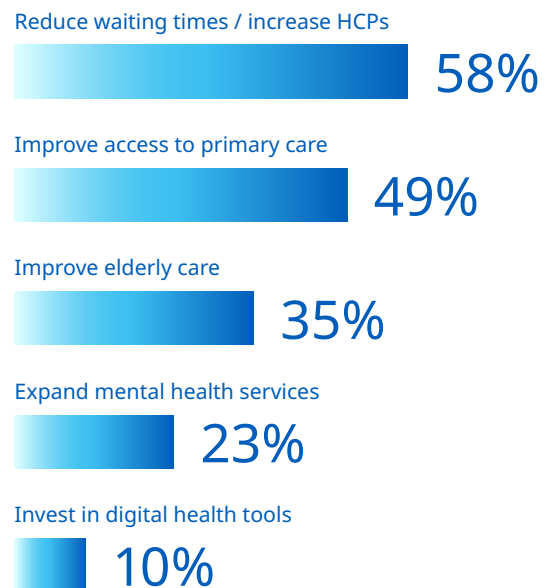 Reduce waiting times / increase HCPs
58%
Improve access to primary care
49%
Improve elderly care
35%
Expand mental health services
23%
Invest in digital health tools
10%